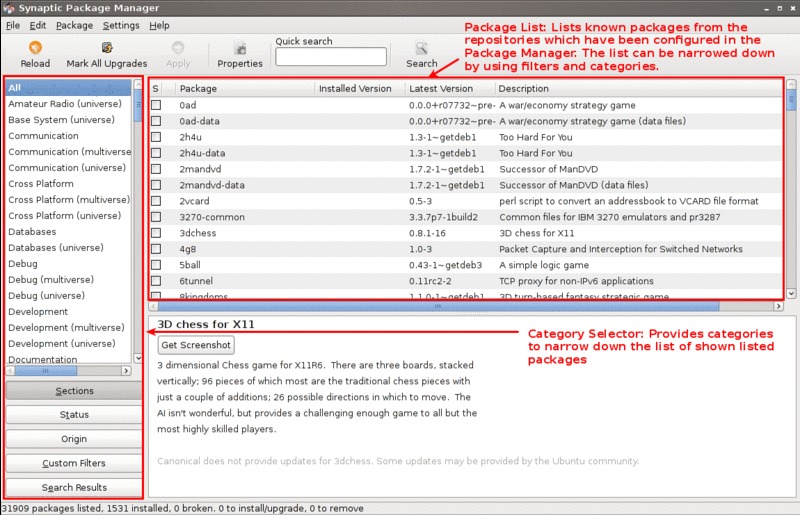 Synaptic Package Manager
File Edit Package Settings Help
Package List: Lists known packages from the
repositories which have been configured in the
Package Manager. The list can be narrowed down
by using filters and categories.
Quick search
Reload Mark All Upgrades Apply Properties Search
All
Amateur Radio (universe)
Base System (universe)
Communication
Communication (multiverse
Communication (universe)
Cross Platform
Cross Platform (multiverse)
Cross Platform (universe)
Databases
Databases (universe)
Debug
Debug (multiverse)
Debug (universe)
Development
Development (multiverse)
Development (universe)
Documentation
Sections
Status
Origin
Custom Filters
Search Results
S Package Installed Version Latest Version Description
0ad 0.0.0+r07732~pre- A war/economy strategy game
0ad-data 0.0.0+r07732~pre- A war/economy strategy game (data files)
2h4u 1.3-1~getdeb1 Too Hard For You
2h4u-data 1.3-1~getdeb1 Too Hard For You
2mandvd 1.7.2-1~getdeb1 Successor of ManDVD
2mandvd-data 1.7.2-1~getdeb1 Successor of ManDVD (data files)
2vcard 0.5-3 perl script to convert an addressbook to VCARD file format
3270-common 3.3.7p7-1build2 Common files for IBM 3270 emulators and pr3287
3dchess 0.8.1-16 3D chess for X11
4g8 1.0-3 Packet Capture and Interception for Switched Networks
5ball 0.43-1~getdeb3 A simple logic game
6tunnel 0.11rc2-2 TCP proxy for non-IPv6 applications
8kingdoms 1.1.0-1~getdeb1 3D turn-based fantasy strategic game
3D chess for X11
Get Screenshot
Category Selector: Provides categories
to narrow down the list of shown listed
packages
3 dimensional Chess game for X11R6. There are three boards, stacked
vertically; 96 pieces of which most are the traditional chess pieces with
just a couple of additions; 26 possible directions in which to move. The
AI isn't wonderful, but provides a challenging enough game to all but the
most highly skilled players.
Canonical does not provide updates for 3dchess. Some updates may be provided by the Ubuntu community.
31909 packages listed, 1531 installed, 0 broken. 0 to install/upgrade, 0 to remove